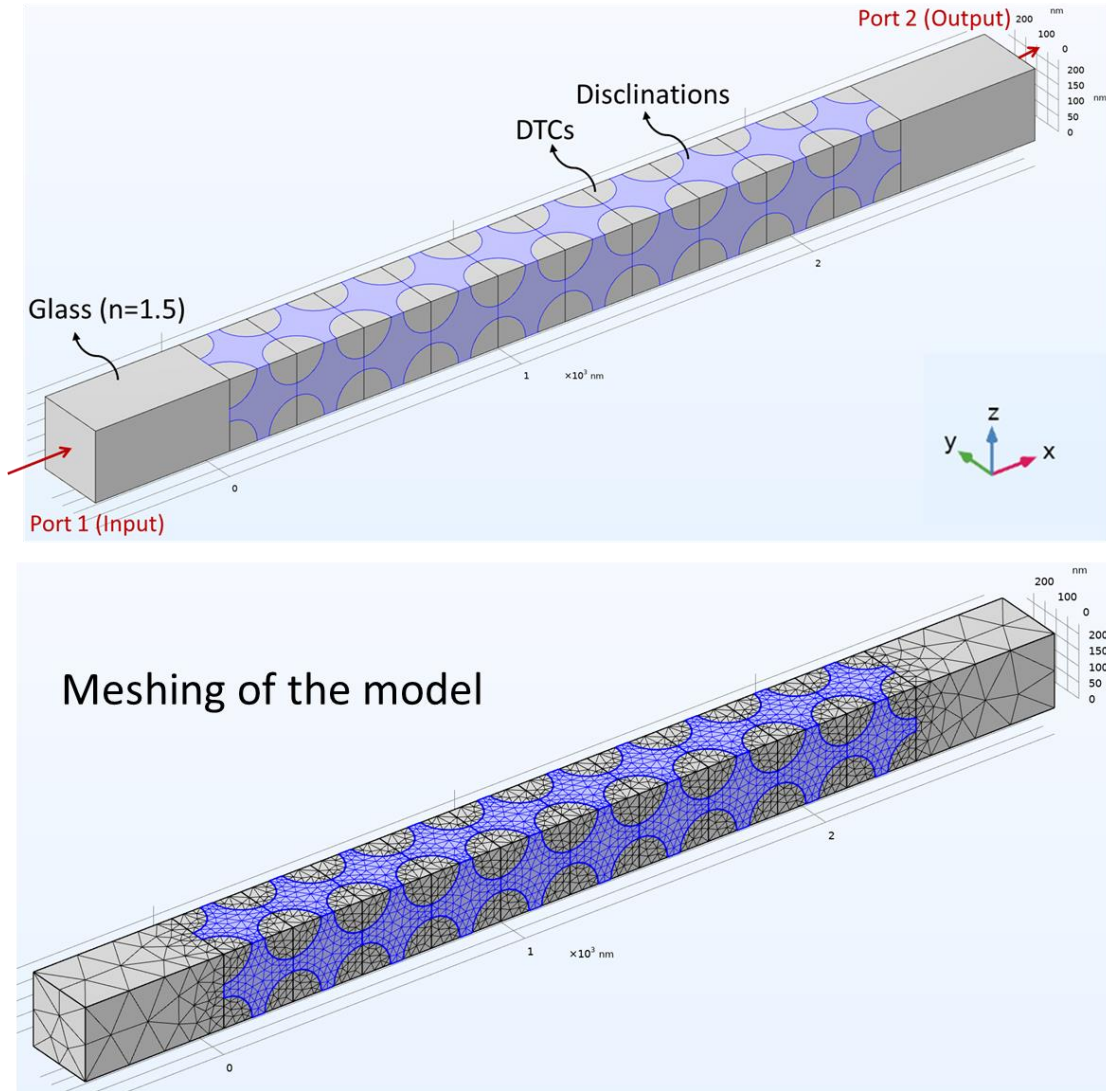 Port 2 (Output)
nm
200
100
0
200
150
100
nm
50
0
Disclinations
DTCs
2
Glass (n=1.5)
1
×10³ nm
z
y
x
0
Port 1 (Input)
nm
200
100
0
Meshing of the model
200
150
100
50
0
2
1
×10³ nm
0